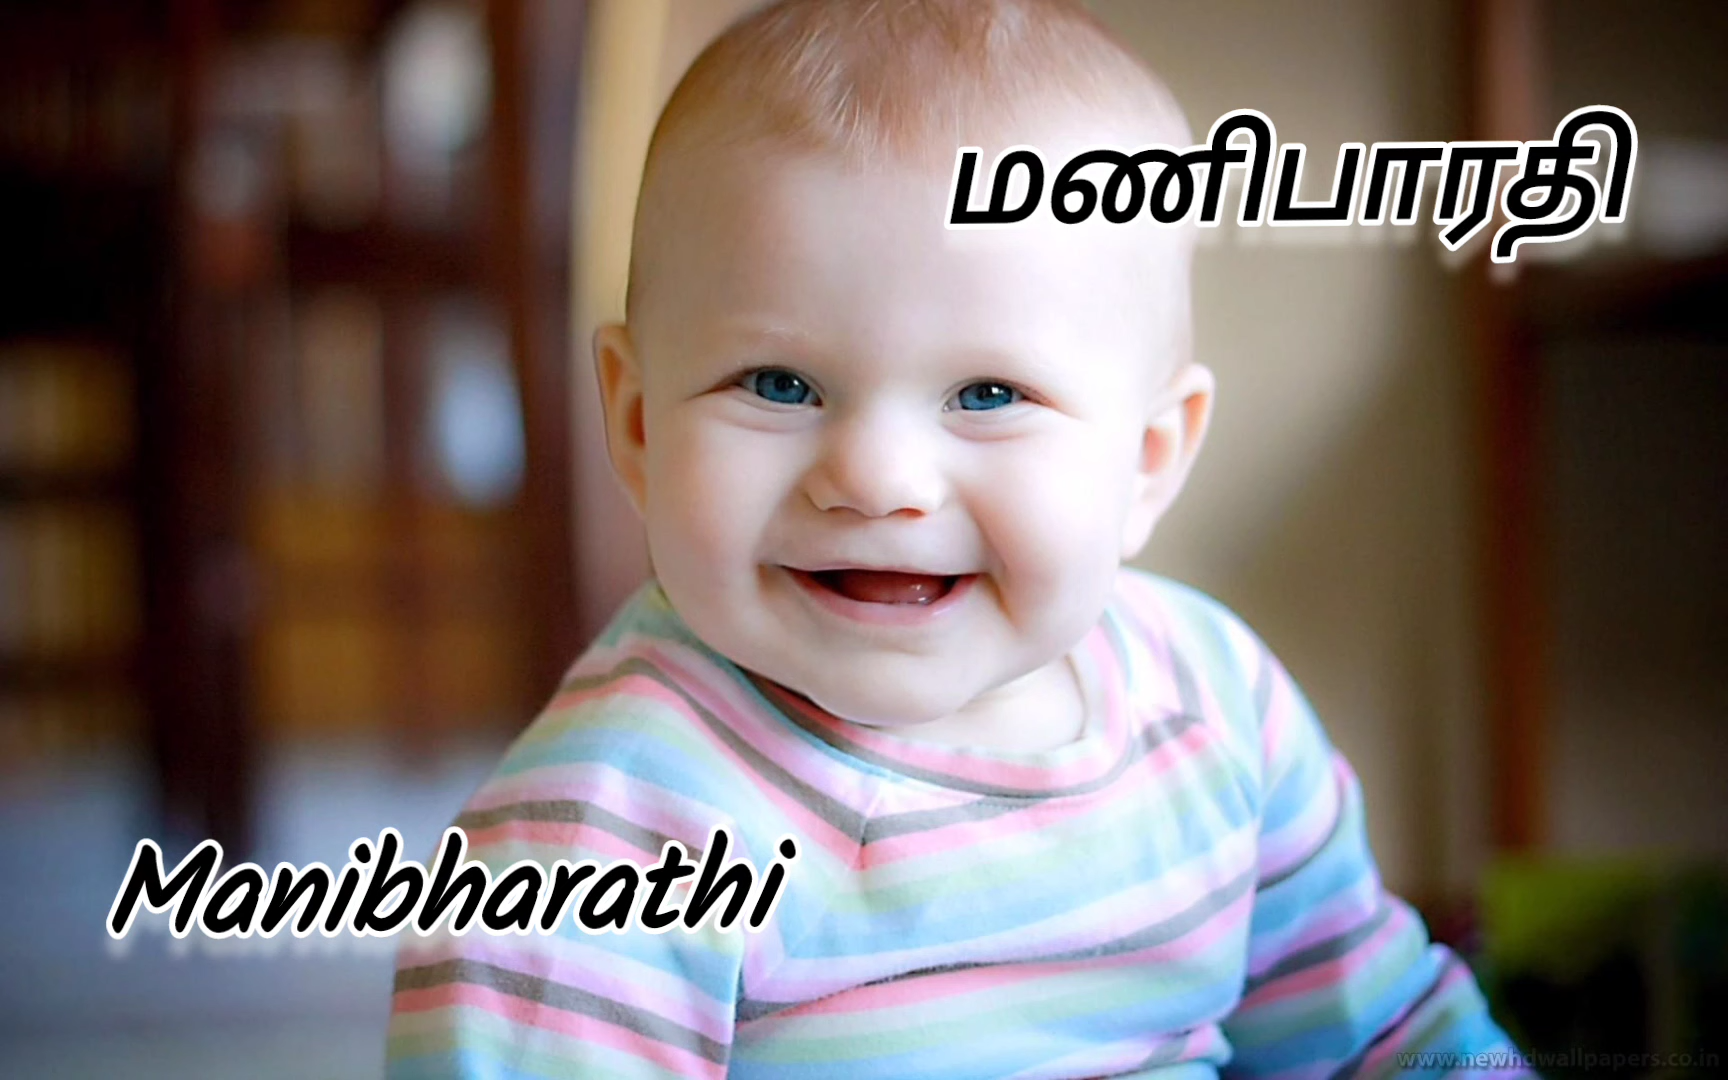 மணிபாரதி
Manibharathi
www.newhdwallpapers.co.in